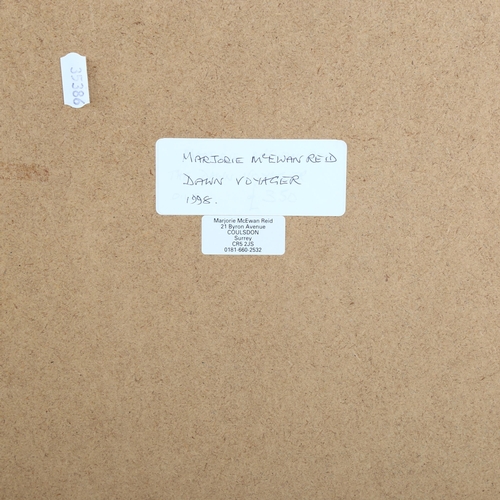 35386
MARJORIE McEWAN REID
DAWN VOYAGER
1998.
Marjorie McEwan Reid
21 Byron Avenue
COULSDON
Surrey
CR5 2JS
0181-660-2532